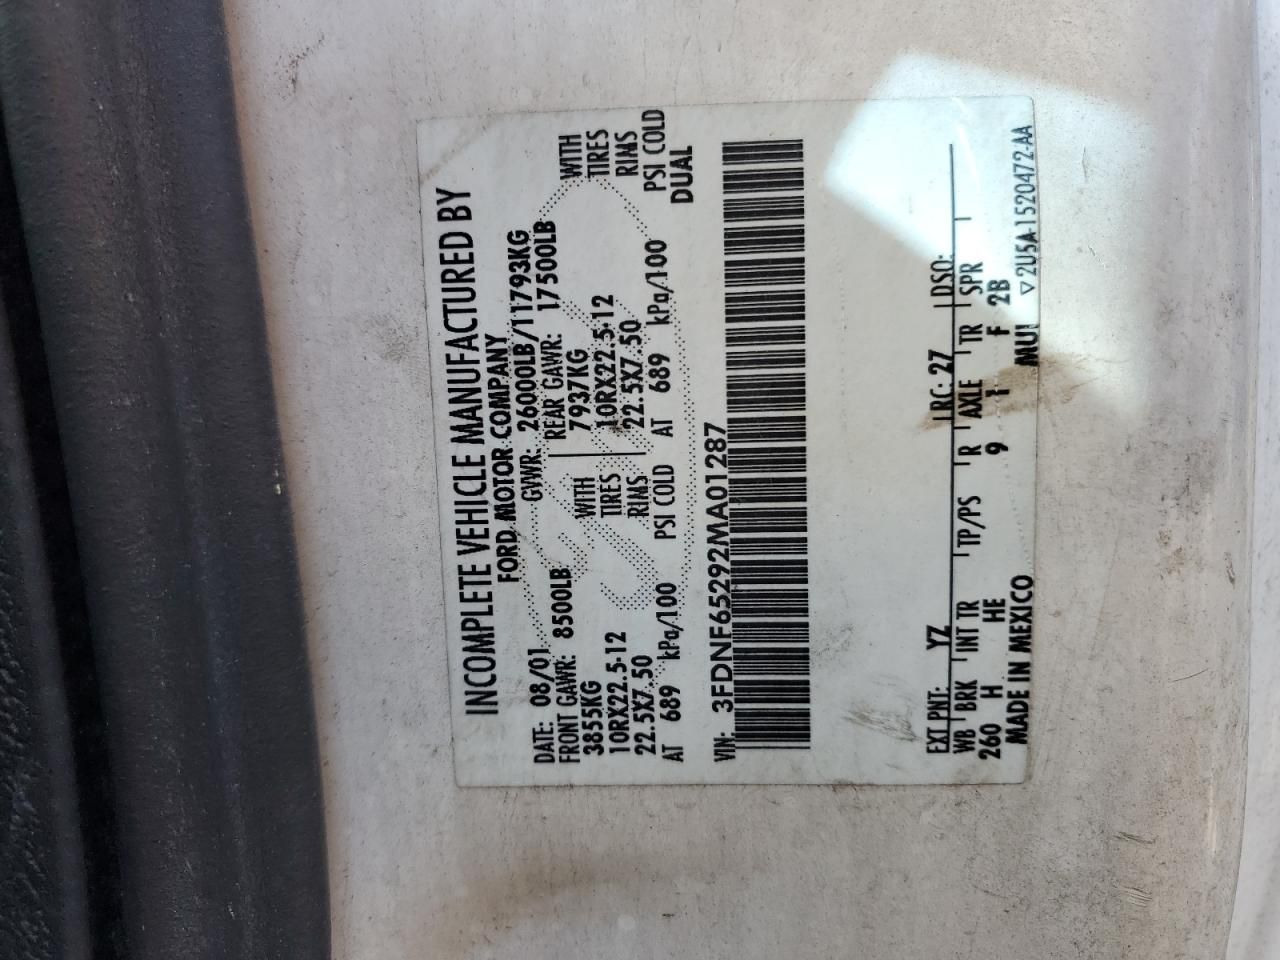 INCOMPLETE VEHICLE MANUFACTURED BY
FORD MOTOR COMPANY
DATE: 08/01 GVWR: 26000LB/11793KG
FRONT GAWR: 8500LB REAR GAWR: 17500LB
3855KG WITH 7937KG WITH
10RX22.5-12 TIRES 10RX22.5-12 TIRES
22.5X7.50 RIMS 22.5X7.50 RIMS
AT 689 kPa/100 PSI COLD AT 689 kPa/100 PSI COLD
DUAL
VIN: 3FDNF65292MA01287
EXT PNT: YZ RC: 27 DSO:
WB BRK INT TR TP/PS R AXLE TR SPR
260 H HE 9 1 F 2B
MADE IN MEXICO
▽2U5A-1520472-AA